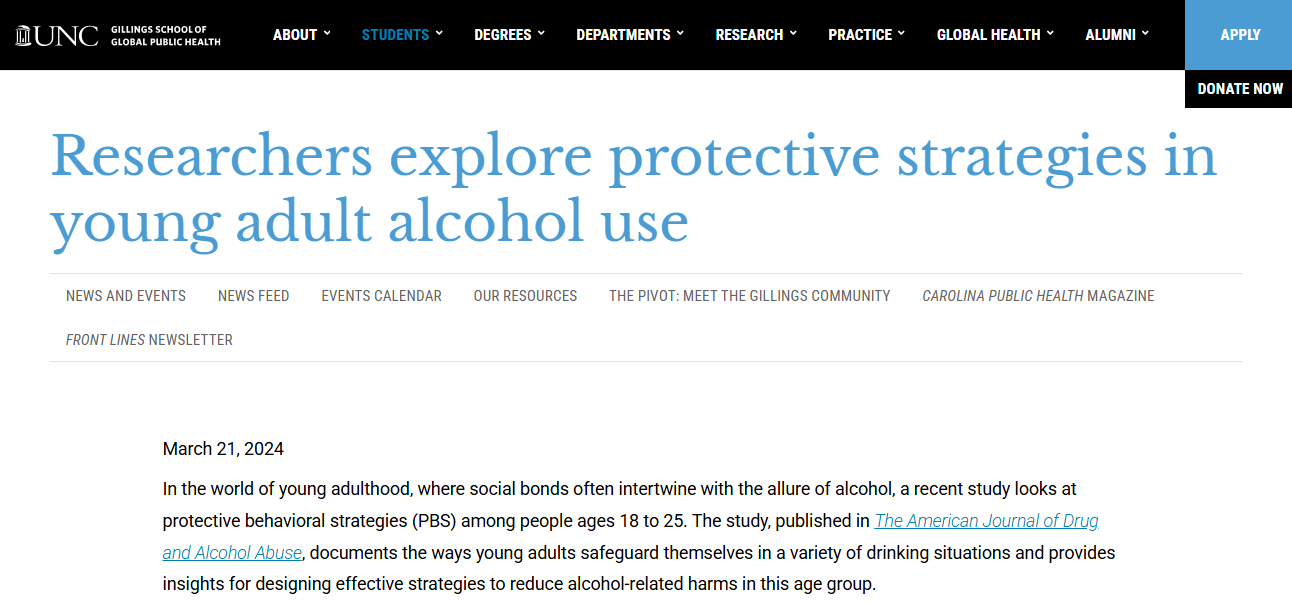 UNC GILLINGS SCHOOL OF
GLOBAL PUBLIC HEALTH
ABOUT STUDENTS DEGREES DEPARTMENTS RESEARCH PRACTICE GLOBAL HEALTH ALUMNI APPLY
DONATE NOW
Researchers explore protective strategies in
young adult alcohol use
NEWS AND EVENTS NEWS FEED EVENTS CALENDAR OUR RESOURCES THE PIVOT: MEET THE GILLINGS COMMUNITY CAROLINA PUBLIC HEALTH MAGAZINE
FRONT LINES NEWSLETTER
March 21, 2024
In the world of young adulthood, where social bonds often intertwine with the allure of alcohol, a recent study looks at
protective behavioral strategies (PBS) among people ages 18 to 25. The study, published in The American Journal of Drug
and Alcohol Abuse, documents the ways young adults safeguard themselves in a variety of drinking situations and provides
insights for designing effective strategies to reduce alcohol-related harms in this age group.